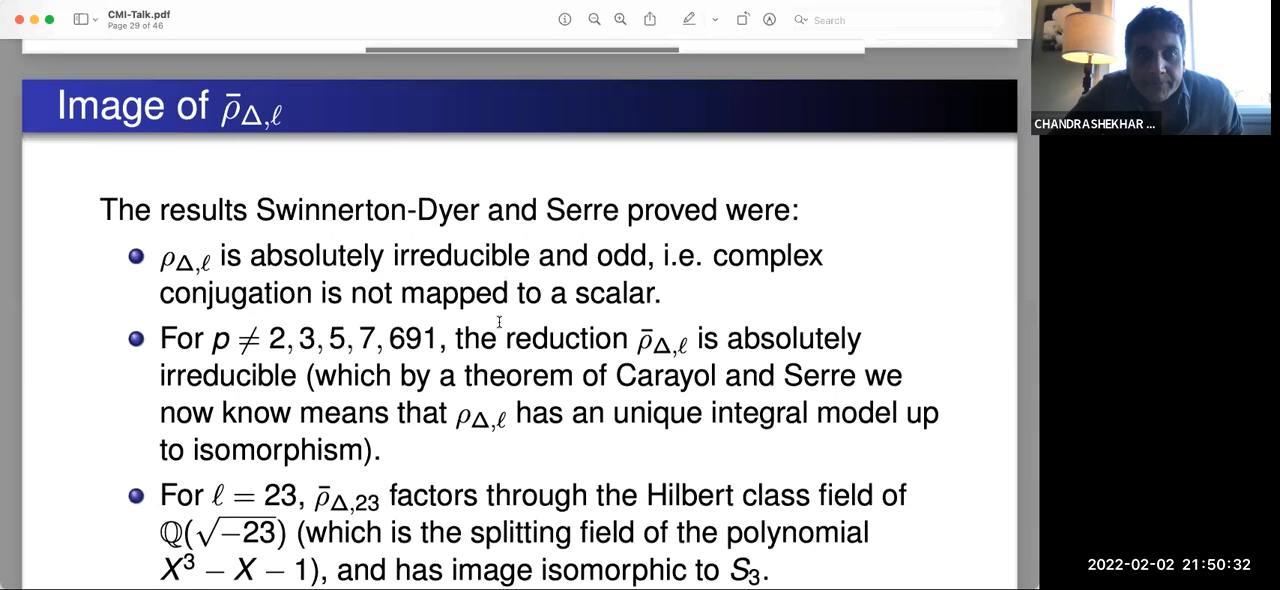 CMI-Talk.pdf
Page 29 of 46
Search
Image of ρ̄_Δ,ℓ
The results Swinnerton-Dyer and Serre proved were:
ρ_Δ,ℓ is absolutely irreducible and odd, i.e. complex
conjugation is not mapped to a scalar.
For p ≠ 2, 3, 5, 7, 691, the reduction ρ̄_Δ,ℓ is absolutely
irreducible (which by a theorem of Carayol and Serre we
now know means that ρ_Δ,ℓ has an unique integral model up
to isomorphism).
For ℓ = 23, ρ̄_Δ,23 factors through the Hilbert class field of
ℚ(√−23) (which is the splitting field of the polynomial
X³ − X − 1), and has image isomorphic to S₃.
CHANDRASHEKHAR ...
2022-02-02 21:50:32